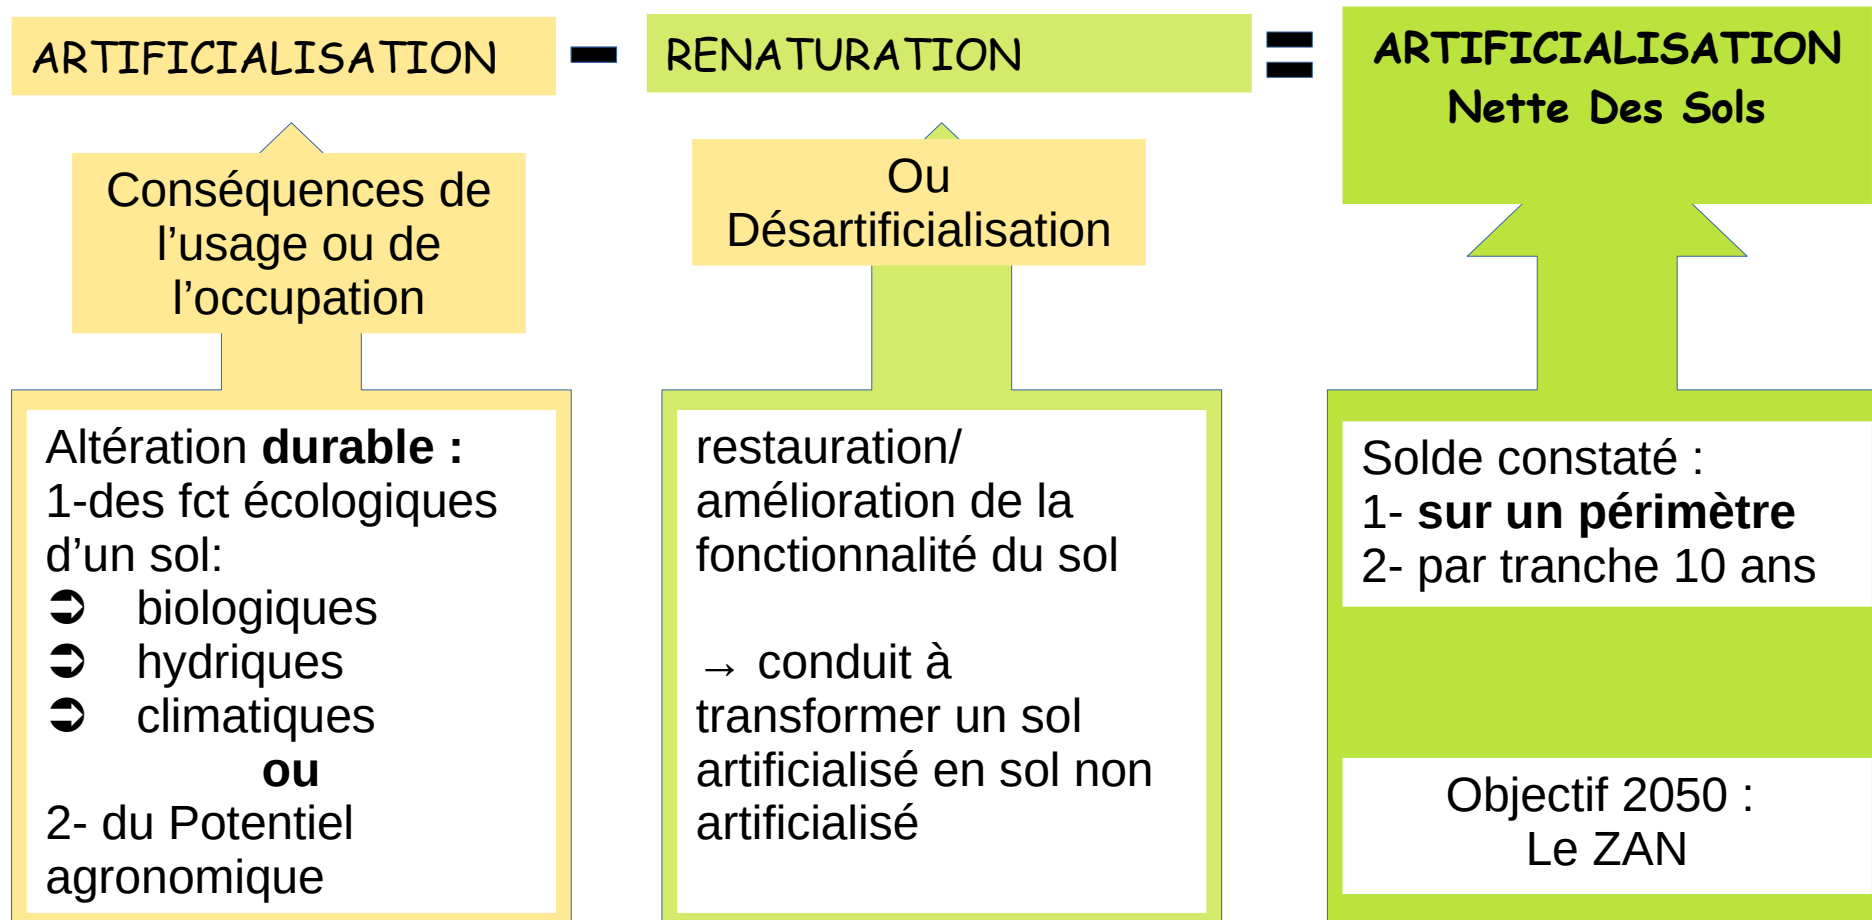 ARTIFICIALISATION
-
RENATURATION
=
ARTIFICIALISATION
Nette Des Sols
Conséquences de
l’usage ou de
l’occupation
Ou
Désartificialisation
Altération durable :
1-des fct écologiques
d’un sol:
➲ biologiques
➲ hydriques
➲ climatiques
ou
2- du Potentiel
agronomique
restauration/
amélioration de la
fonctionnalité du sol
→ conduit à
transformer un sol
artificialisé en sol non
artificialisé
Solde constaté :
1- sur un périmètre
2- par tranche 10 ans
Objectif 2050 :
Le ZAN